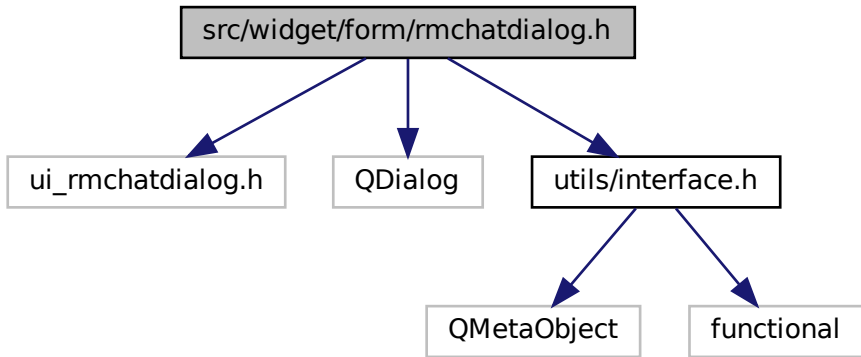 src/widget/form/rmchatdialog.h
ui_rmchatdialog.h
QDialog
utils/interface.h
QMetaObject
functional